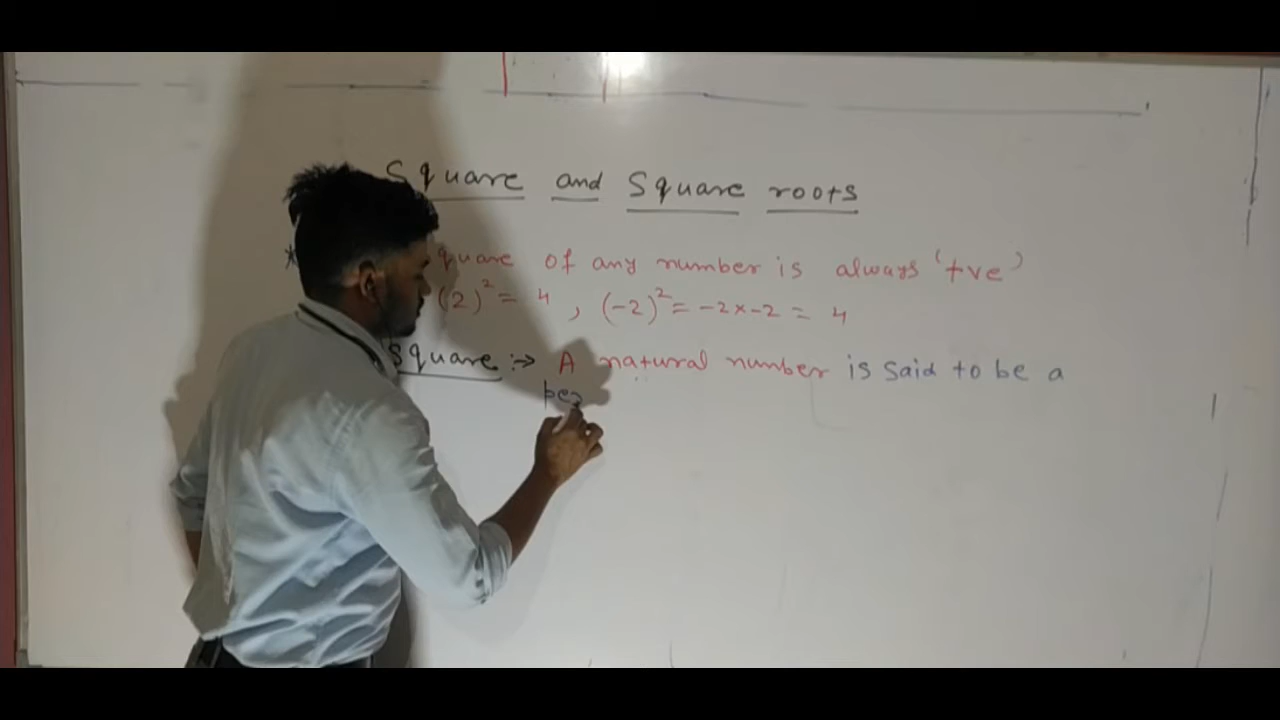 Square and Square roots
* quare of any number is always '+ve'
(2)² = 4 , (-2)² = -2×-2 = 4
Square :→ A natural number is said to be a
per